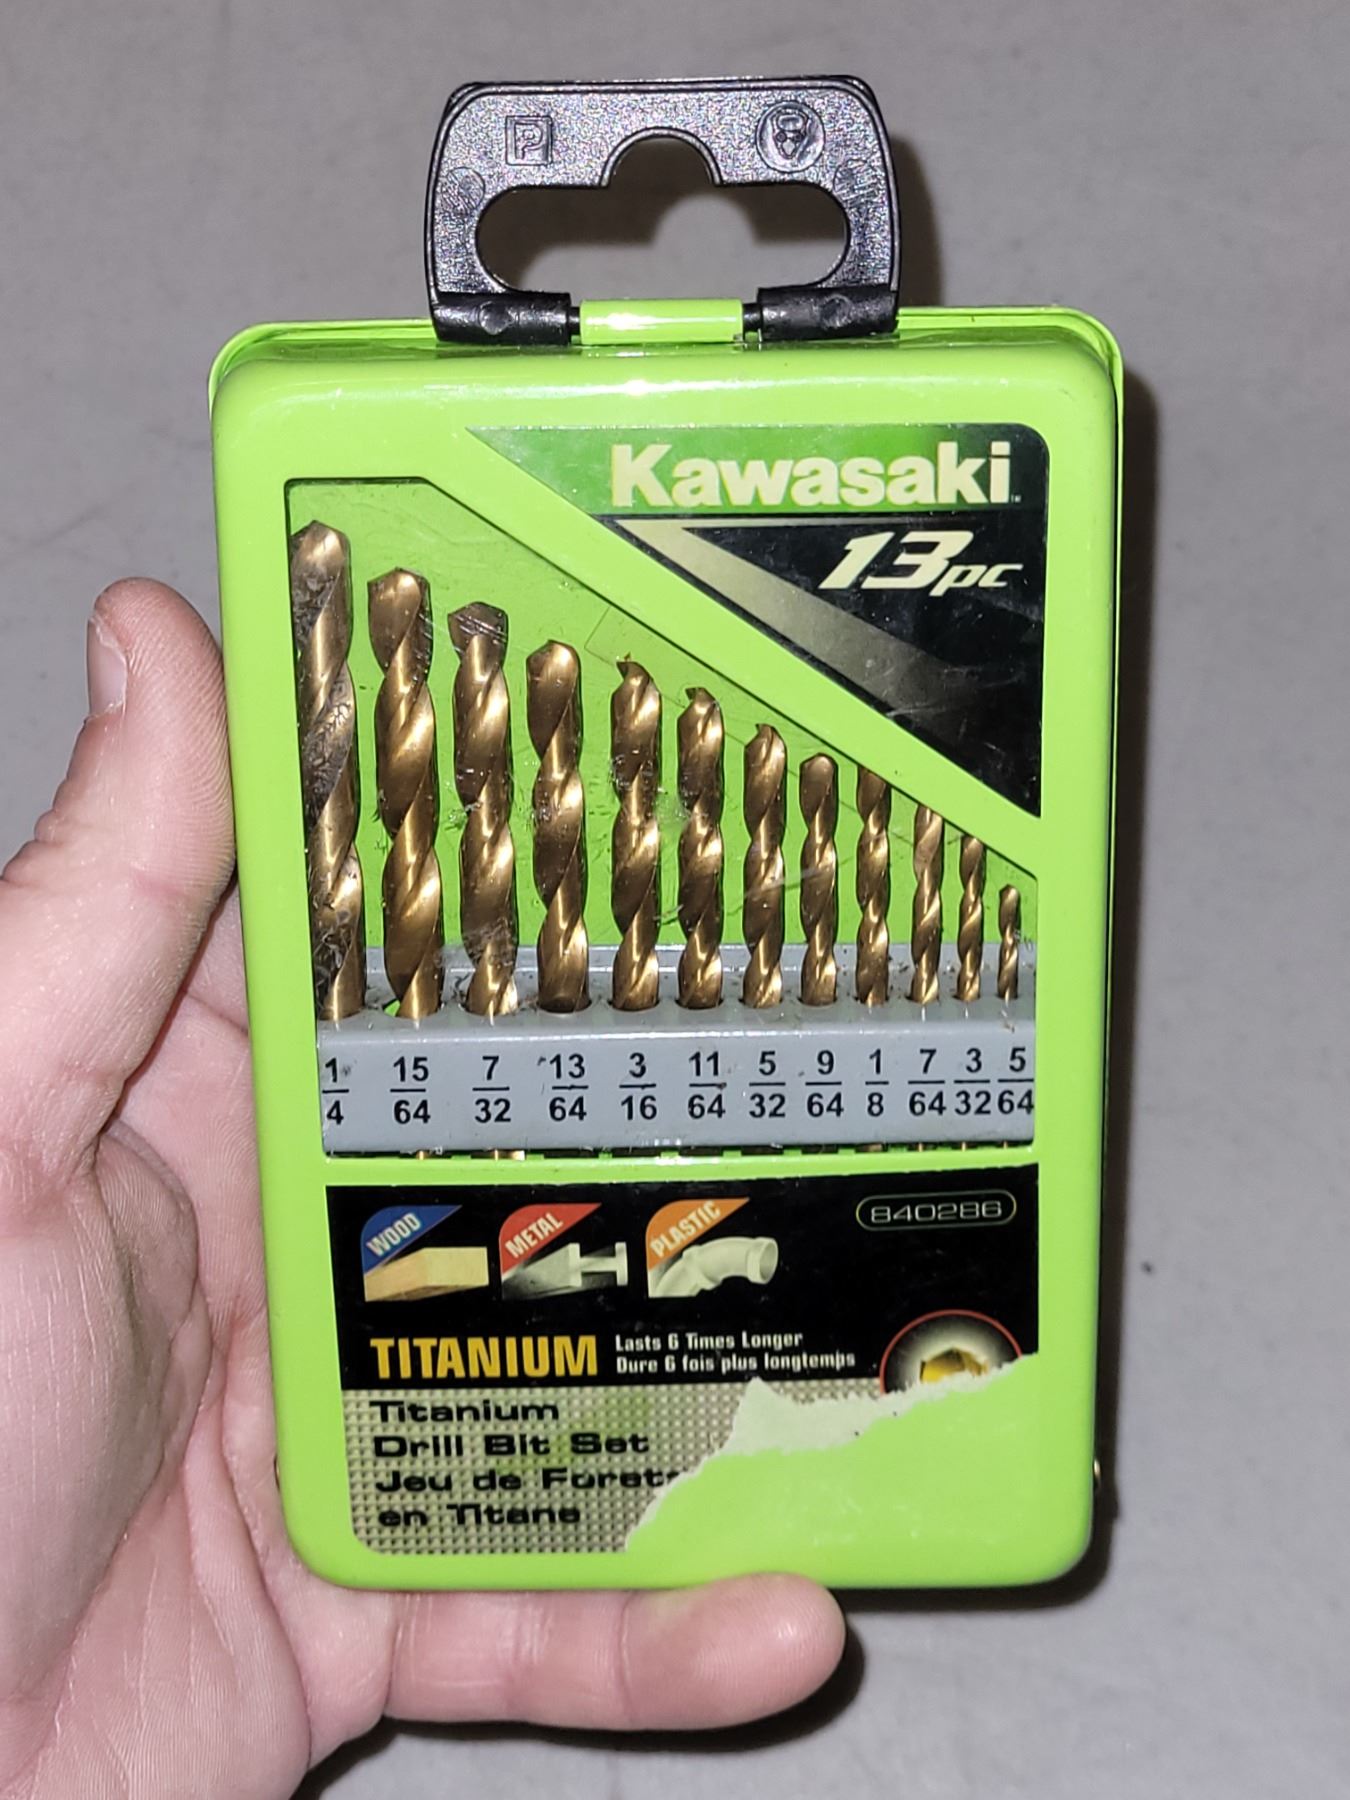 P
Kawasaki
13pc
1/4 15/64 7/32 13/64 3/16 11/64 5/32 9/64 1/8 7/64 3/32 5/64
WOOD METAL PLASTIC
840286
TITANIUM
Lasts 6 Times Longer
Dure 6 fois plus longtemps
Titanium
Drill Bit Set
Jeu de Forets
en Titane